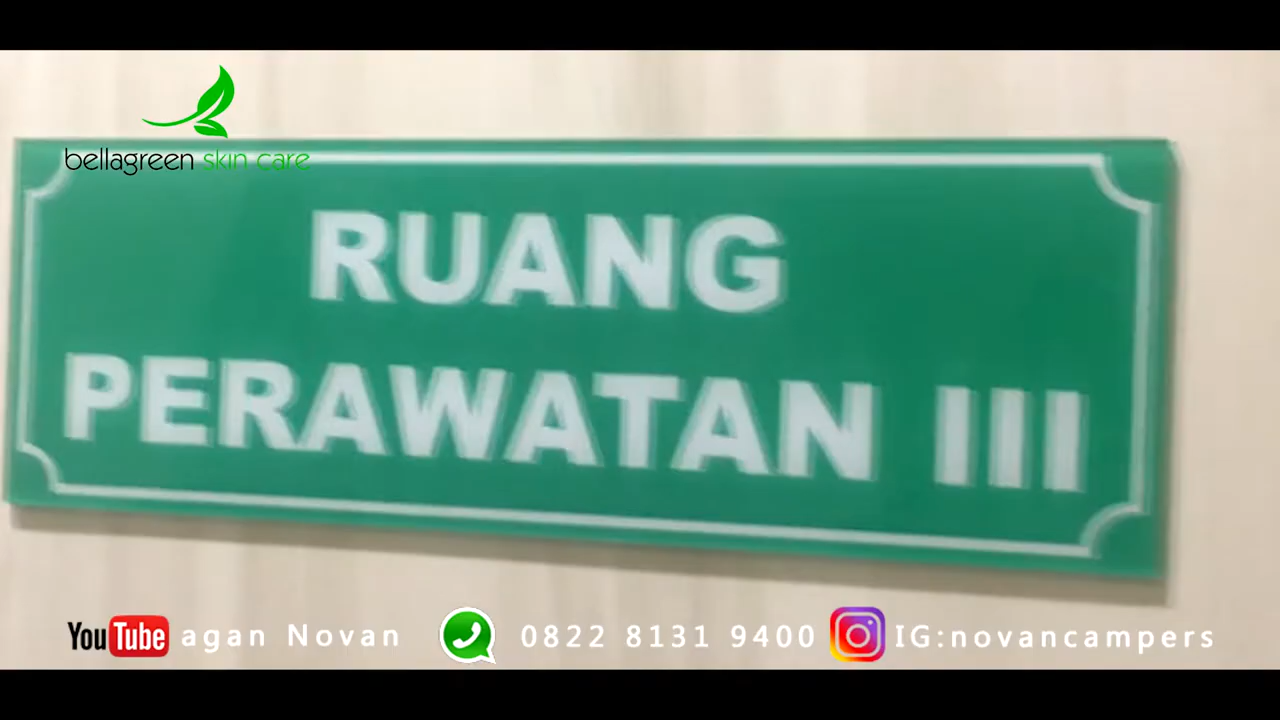 bellagreen skin care
RUANG
PERAWATAN III
YouTube agan Novan 0822 8131 9400 IG:novancampers